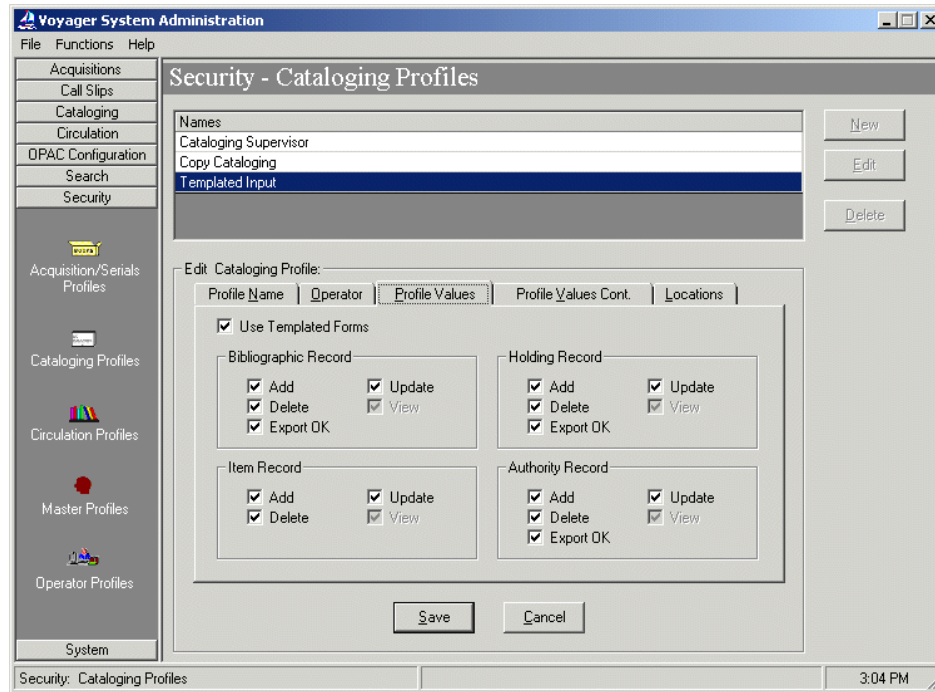 Voyager System Administration
File Functions Help
Acquisitions
Call Slips
Cataloging
Circulation
OPAC Configuration
Search
Security
Acquisition/Serials
Profiles
Cataloging Profiles
Circulation Profiles
Master Profiles
Operator Profiles
System
Security - Cataloging Profiles
Names
Cataloging Supervisor
Copy Cataloging
Templated Input
New
Edit
Delete
Edit Cataloging Profile:
Profile Name Operator Profile Values Profile Values Cont. Locations
Use Templated Forms
Bibliographic Record
Add Update
Delete View
Export OK
Holding Record
Add Update
Delete View
Export OK
Item Record
Add Update
Delete View
Authority Record
Add Update
Delete View
Export OK
Save Cancel
Security: Cataloging Profiles 3:04 PM